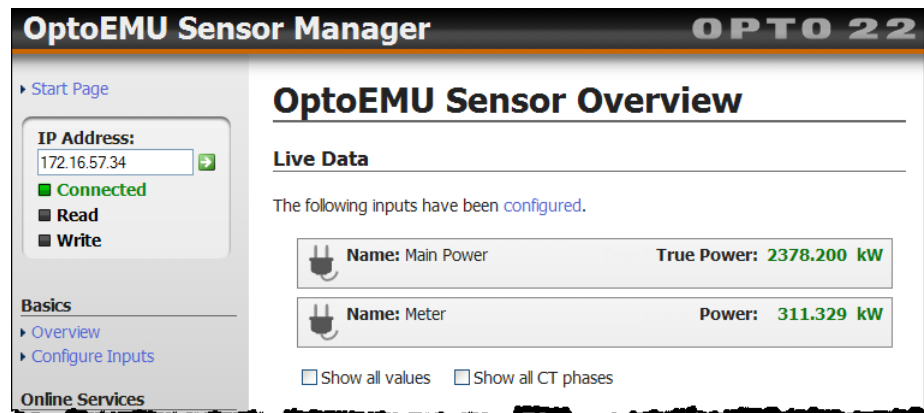 OptoEMU Sensor Manager
OPTO 22
Start Page
IP Address:
172.16.57.34
Connected
Read
Write
Basics
Overview
Configure Inputs
Online Services
OptoEMU Sensor Overview
Live Data
The following inputs have been configured.
Name: Main Power True Power: 2378.200 kW
Name: Meter Power: 311.329 kW
Show all values Show all CT phases